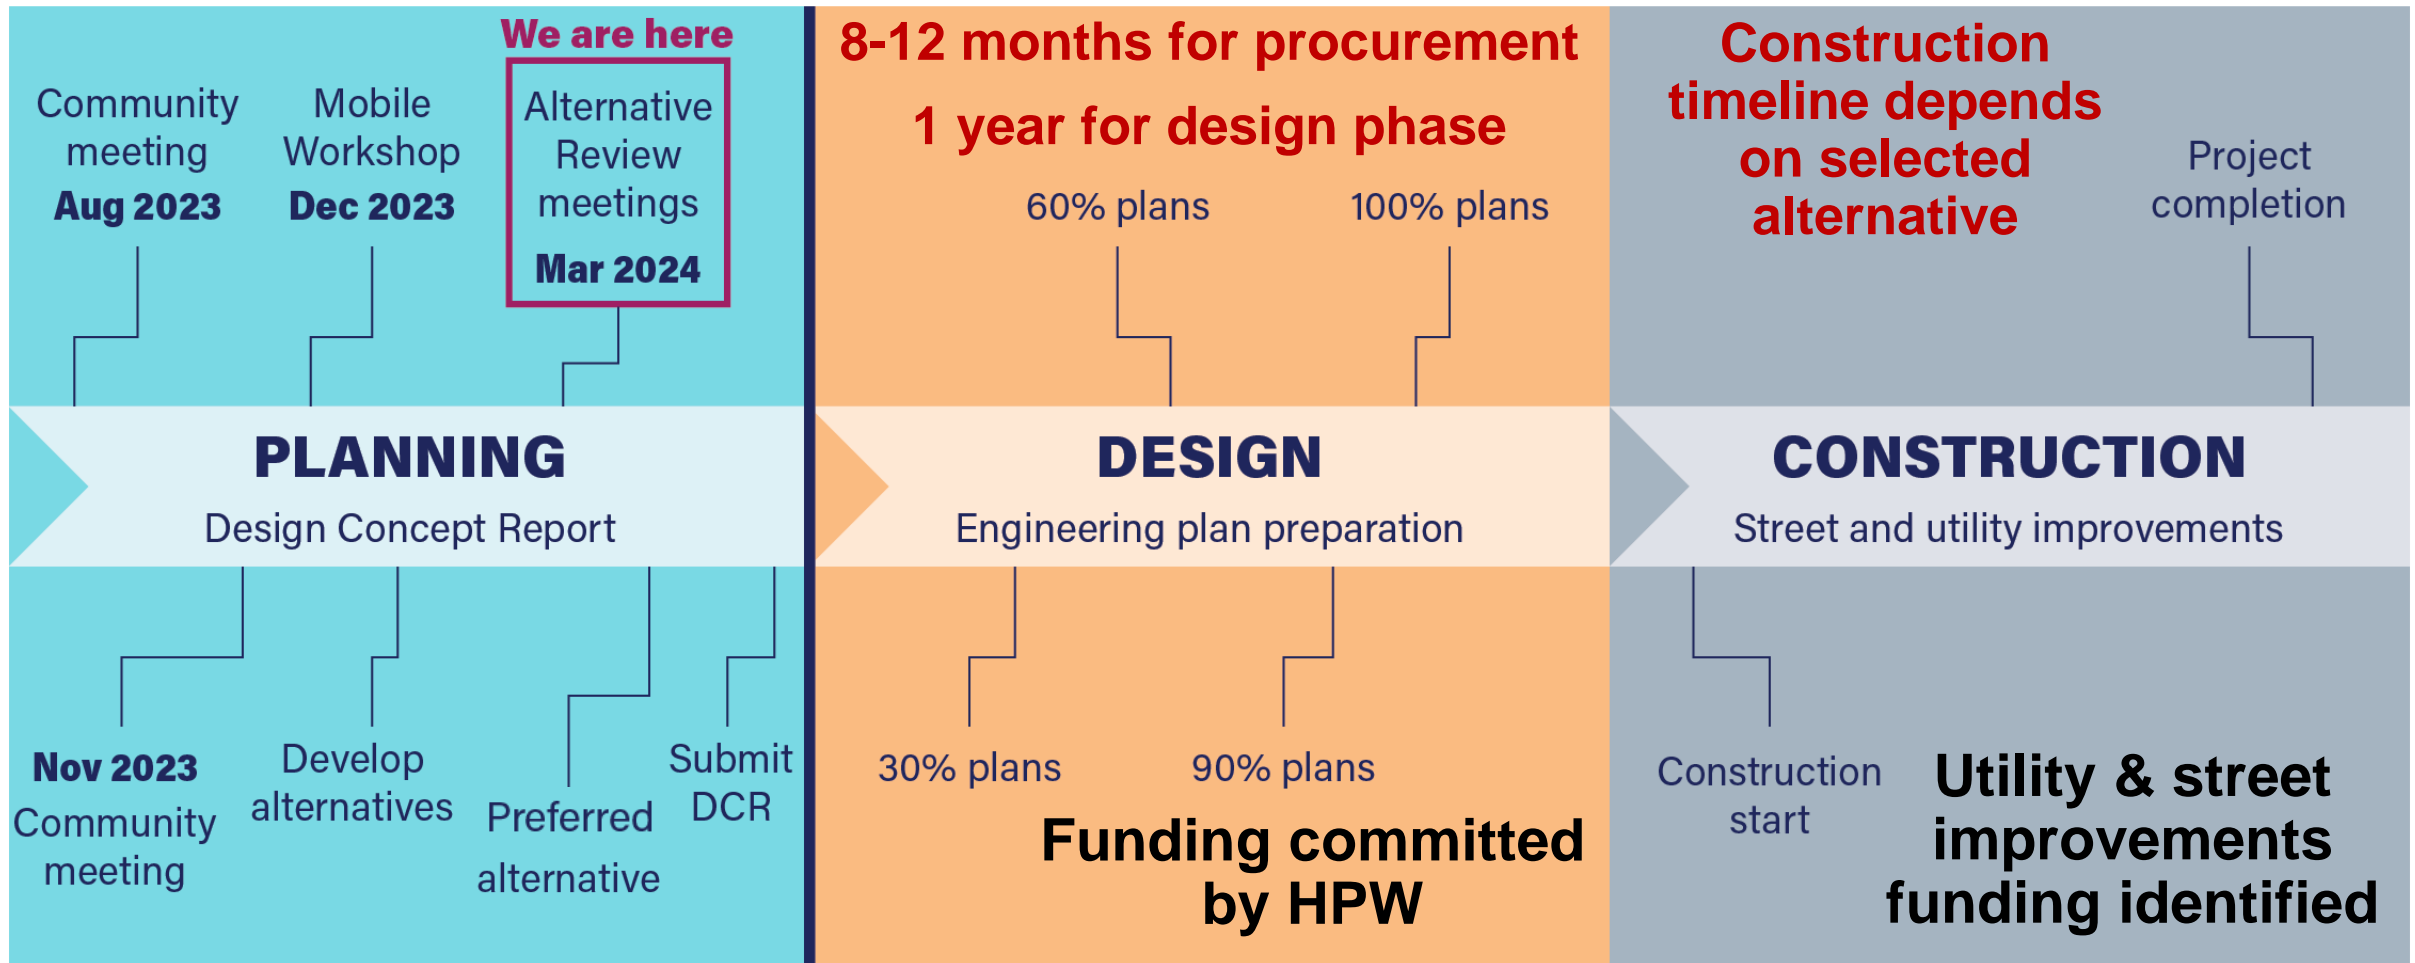 We are here
Community
meeting
Aug 2023
Mobile
Workshop
Dec 2023
Alternative
Review
meetings
Mar 2024
PLANNING
Design Concept Report
Nov 2023
Community
meeting
Develop
alternatives
Preferred
alternative
Submit
DCR
8-12 months for procurement
1 year for design phase
60% plans
100% plans
DESIGN
Engineering plan preparation
30% plans
90% plans
Funding committed
by HPW
Construction
timeline depends
on selected
alternative
Project
completion
CONSTRUCTION
Street and utility improvements
Construction
start
Utility & street
improvements
funding identified